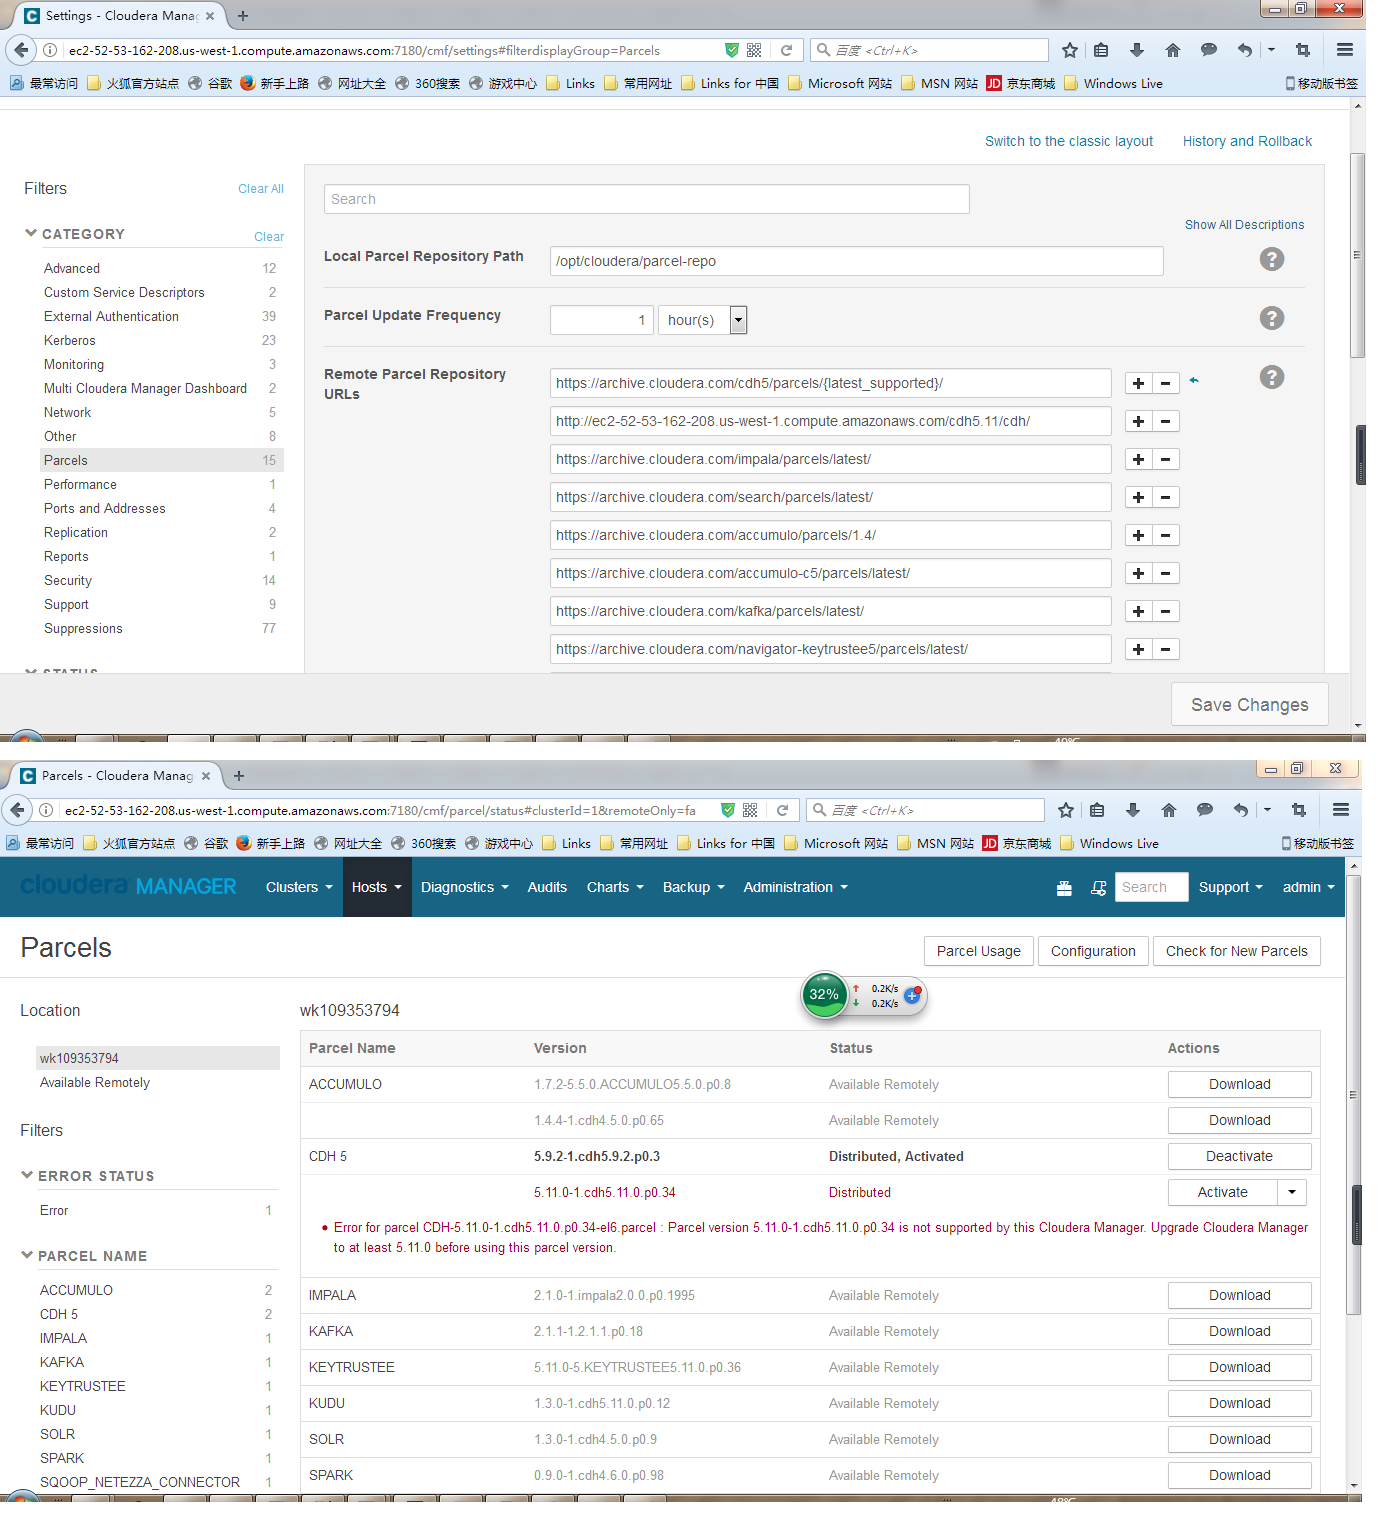 Settings - Cloudera Manag ×
ec2-52-53-162-208.us-west-1.compute.amazonaws.com:7180/cmf/settings#filterdisplayGroup=Parcels
百度 <Ctrl+K>
最常访问 火狐官方站点 谷歌 新手上路 网址大全 360搜索 游戏中心 Links 常用网址 Links for 中国 Microsoft 网站 MSN 网站 JD 京东商城 Windows Live 移动版书签
Switch to the classic layout History and Rollback
Filters Clear All
Search
Show All Descriptions
CATEGORY Clear
Advanced 12
Custom Service Descriptors 2
External Authentication 39
Kerberos 23
Monitoring 3
Multi Cloudera Manager Dashboard 2
Network 5
Other 8
Parcels 15
Performance 1
Ports and Addresses 4
Replication 2
Reports 1
Security 14
Support 9
Suppressions 77
STATUS
Local Parcel Repository Path /opt/cloudera/parcel-repo ?
Parcel Update Frequency 1 hour(s) ?
Remote Parcel Repository
URLs
?
https://archive.cloudera.com/cdh5/parcels/{latest_supported}/
http://ec2-52-53-162-208.us-west-1.compute.amazonaws.com/cdh5.11/cdh/
https://archive.cloudera.com/impala/parcels/latest/
https://archive.cloudera.com/search/parcels/latest/
https://archive.cloudera.com/accumulo/parcels/1.4/
https://archive.cloudera.com/accumulo-c5/parcels/latest/
https://archive.cloudera.com/kafka/parcels/latest/
https://archive.cloudera.com/navigator-keytrustee5/parcels/latest/
Save Changes
Parcels - Cloudera Manag ×
ec2-52-53-162-208.us-west-1.compute.amazonaws.com:7180/cmf/parcel/status#clusterId=1&remoteOnly=fa
百度 <Ctrl+K>
最常访问 火狐官方站点 谷歌 新手上路 网址大全 360搜索 游戏中心 Links 常用网址 Links for 中国 Microsoft 网站 MSN 网站 JD 京东商城 Windows Live 移动版书签
cloudera MANAGER Clusters Hosts Diagnostics Audits Charts Backup Administration Search Support admin
Parcels Parcel Usage Configuration Check for New Parcels
32% 0.2K/s
0.2K/s
Location
wk109353794
Available Remotely
Filters
ERROR STATUS
Error 1
PARCEL NAME
ACCUMULO 2
CDH 5 2
IMPALA 1
KAFKA 1
KEYTRUSTEE 1
KUDU 1
SOLR 1
SPARK 1
SQOOP_NETEZZA_CONNECTOR 1
wk109353794
Parcel Name Version Status Actions
ACCUMULO 1.7.2-5.5.0.ACCUMULO5.5.0.p0.8 Available Remotely Download
1.4.4-1.cdh4.5.0.p0.65 Available Remotely Download
CDH 5 5.9.2-1.cdh5.9.2.p0.3 Distributed, Activated Deactivate
5.11.0-1.cdh5.11.0.p0.34 Distributed Activate
• Error for parcel CDH-5.11.0-1.cdh5.11.0.p0.34-el6.parcel : Parcel version 5.11.0-1.cdh5.11.0.p0.34 is not supported by this Cloudera Manager. Upgrade Cloudera Manager
to at least 5.11.0 before using this parcel version.
IMPALA 2.1.0-1.impala2.0.0.p0.1995 Available Remotely Download
KAFKA 2.1.1-1.2.1.1.p0.18 Available Remotely Download
KEYTRUSTEE 5.11.0-5.KEYTRUSTEE5.11.0.p0.36 Available Remotely Download
KUDU 1.3.0-1.cdh5.11.0.p0.12 Available Remotely Download
SOLR 1.3.0-1.cdh4.5.0.p0.9 Available Remotely Download
SPARK 0.9.0-1.cdh4.6.0.p0.98 Available Remotely Download